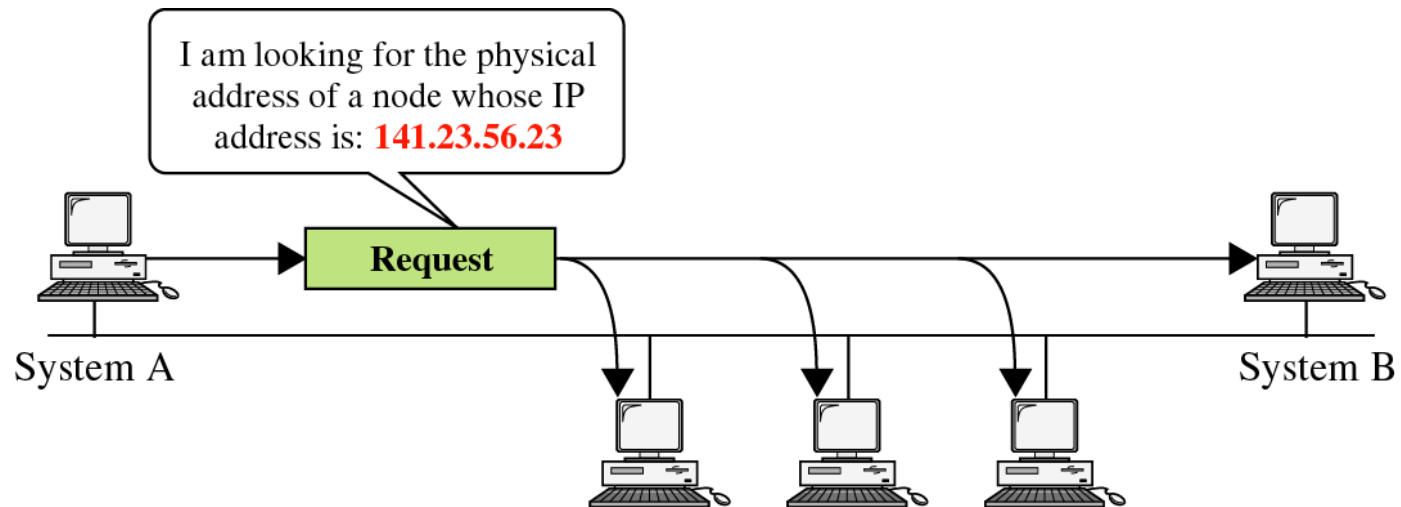 I am looking for the physical
address of a node whose IP
address is: 141.23.56.23
Request
System A
System B